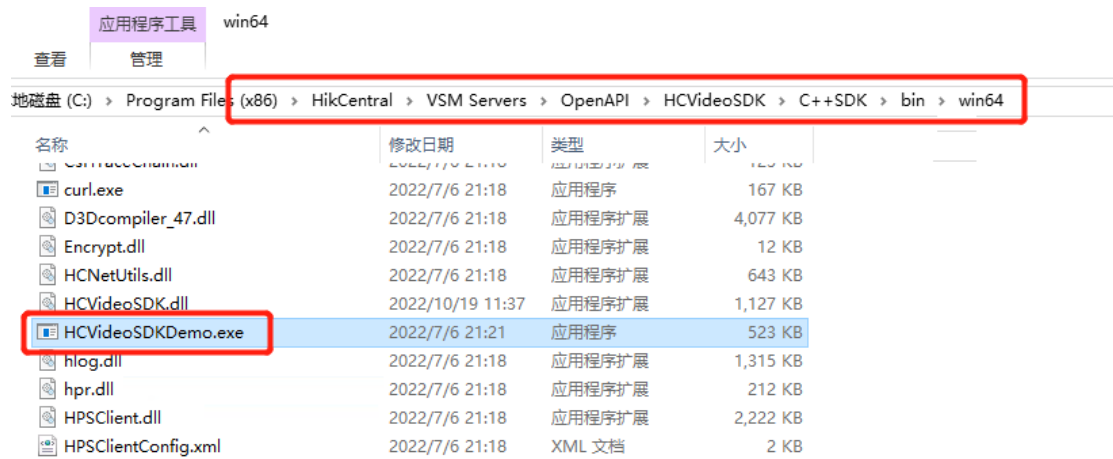 应用程序工具 win64
查看 管理
地磁盘 (C:) > Program Files (x86) > HikCentral > VSM Servers > OpenAPI > HCVideoSDK > C++SDK > bin > win64
名称 修改日期 类型 大小
curl.exe 2022/7/6 21:18 应用程序 167 KB
D3Dcompiler_47.dll 2022/7/6 21:18 应用程序扩展 4,077 KB
Encrypt.dll 2022/7/6 21:18 应用程序扩展 12 KB
HCNetUtils.dll 2022/7/6 21:18 应用程序扩展 643 KB
HCVideoSDK.dll 2022/10/19 11:37 应用程序扩展 1,127 KB
HCVideoSDKDemo.exe 2022/7/6 21:21 应用程序 523 KB
hlog.dll 2022/7/6 21:18 应用程序扩展 1,315 KB
hpr.dll 2022/7/6 21:18 应用程序扩展 212 KB
HPSClient.dll 2022/7/6 21:18 应用程序扩展 2,222 KB
HPSClientConfig.xml 2022/7/6 21:18 XML 文档 2 KB